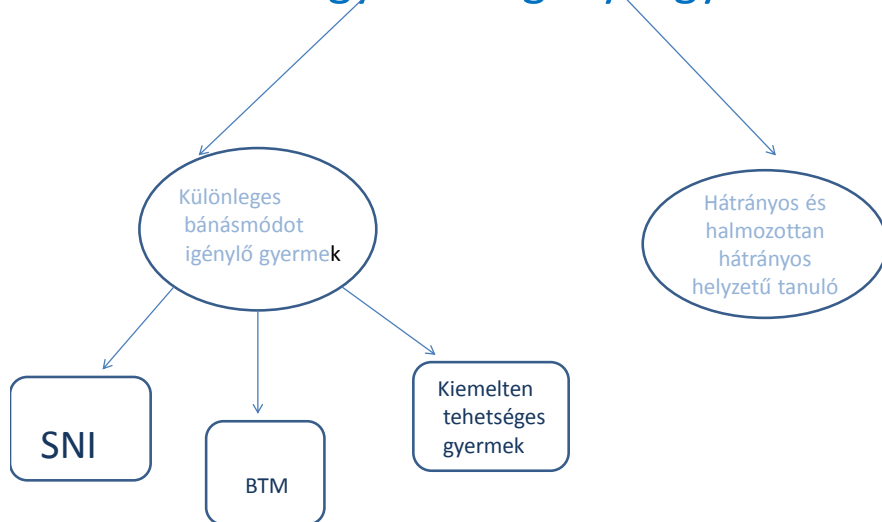 Különleges
bánásmódot
igénylő gyermek
Hátrányos és
halmozottan
hátrányos
helyzetű tanuló
Kiemelten
tehetséges
gyermek
SNI
BTM